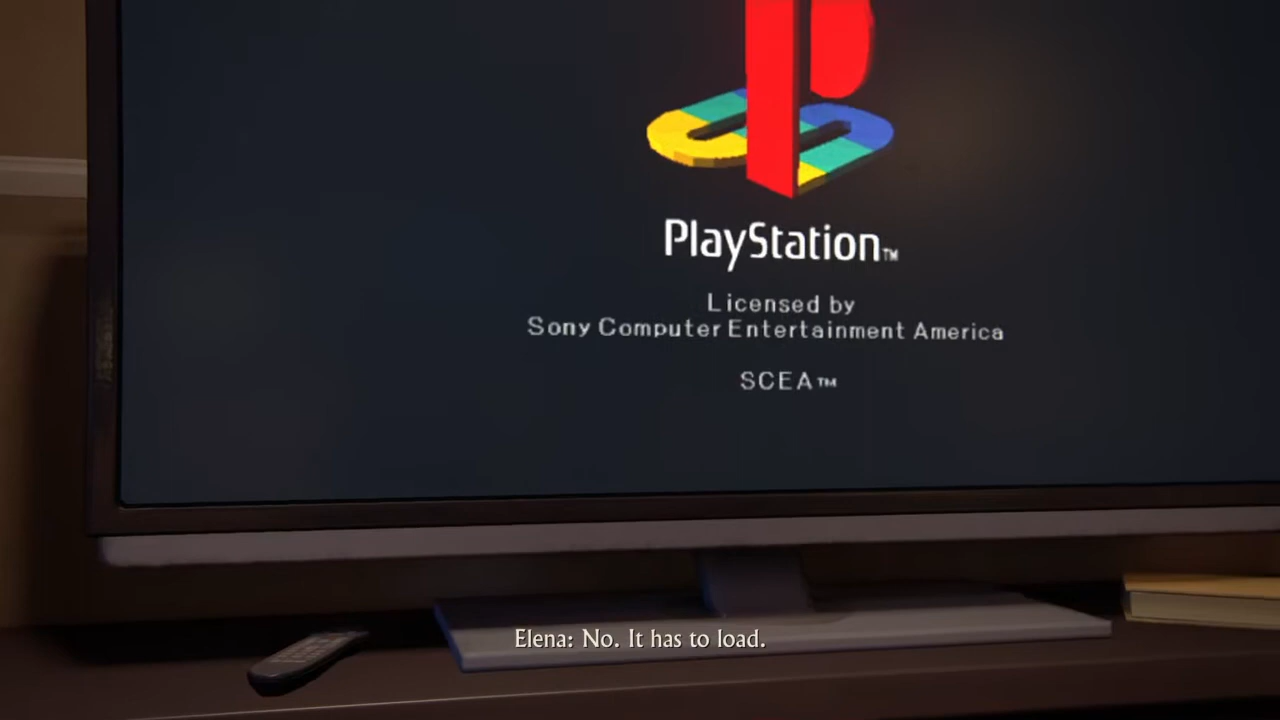 PlayStation™
Licensed by
Sony Computer Entertainment America
SCEA™
Elena: No. It has to load.